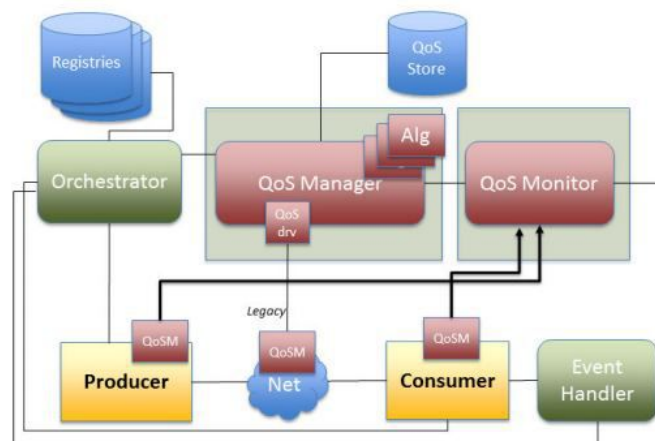 Registries
QoS
Store
Alg
Orchestrator
QoS Manager
QoS Monitor
QoS
drv
Legacy
QoSM
QoSM
QoSM
Producer
Net
Consumer
Event
Handler